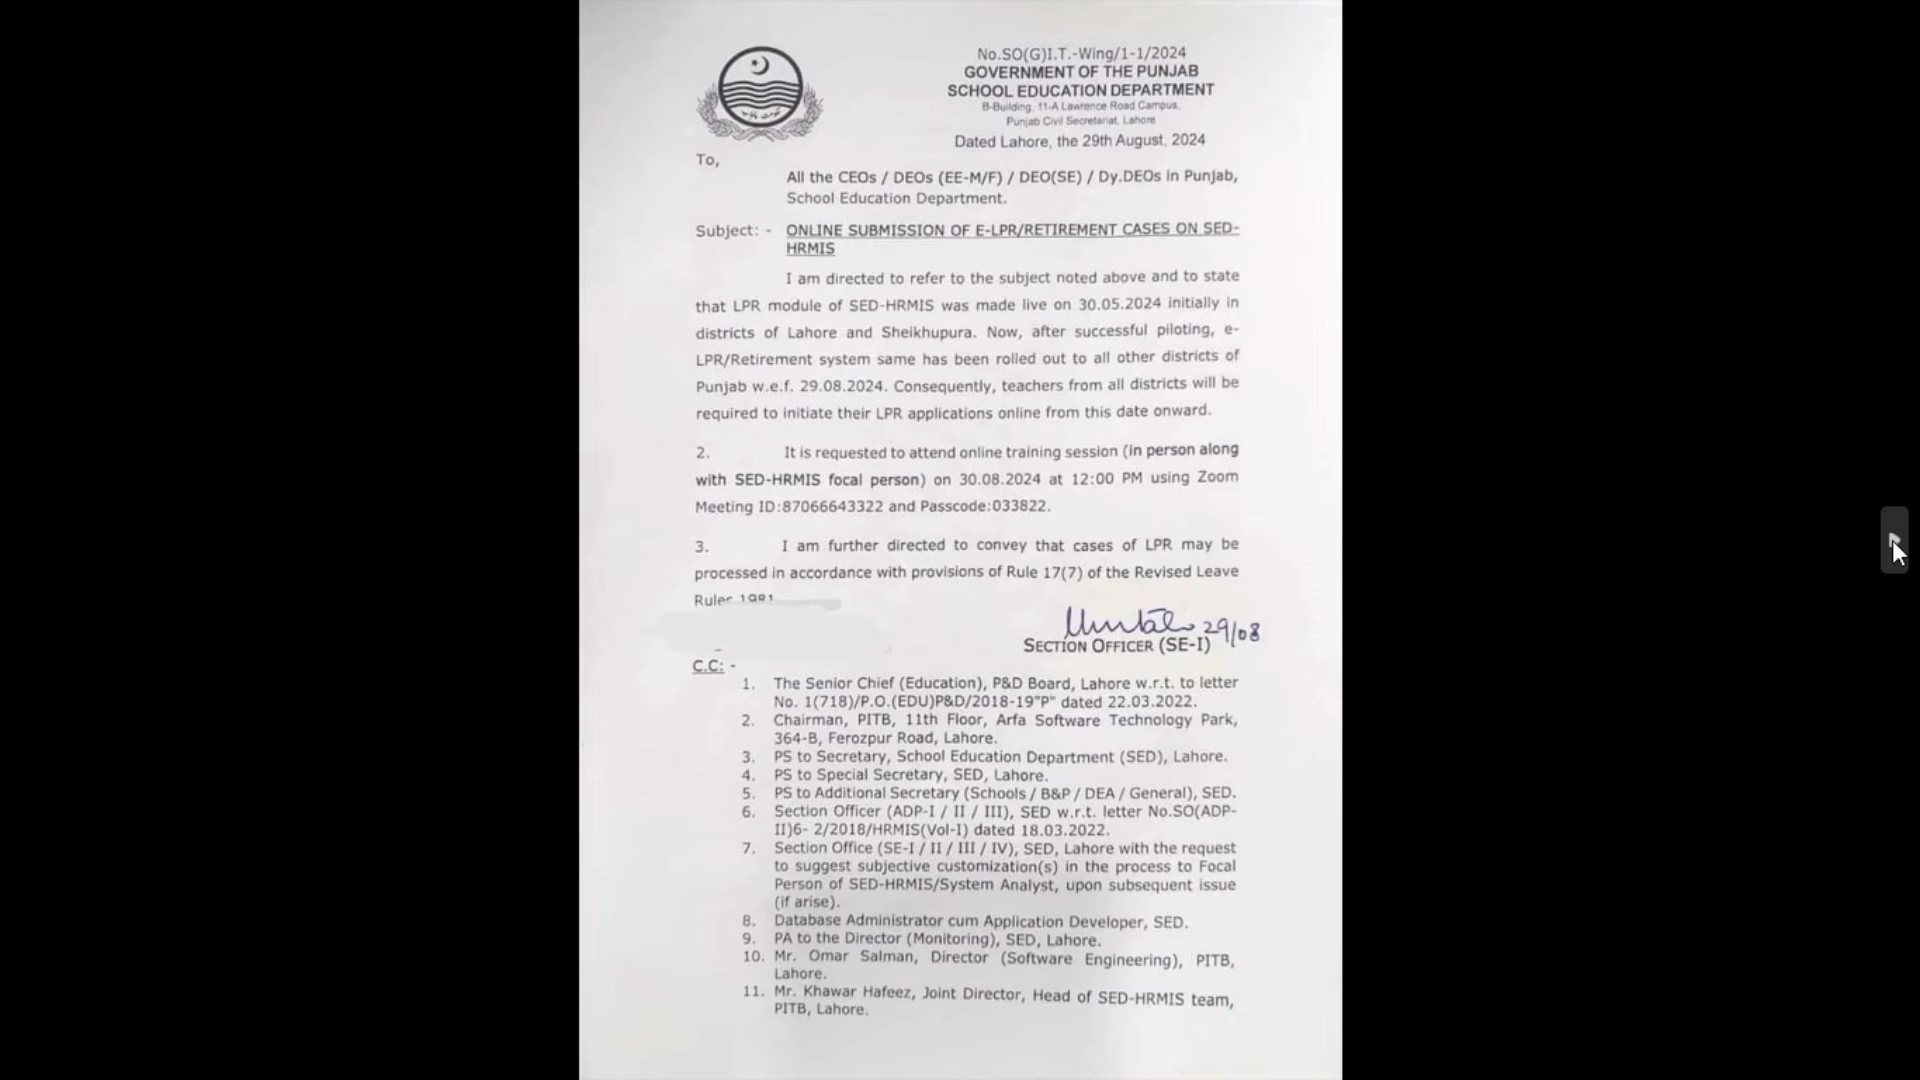 No.SO(G)I.T.-Wing/1-1/2024
GOVERNMENT OF THE PUNJAB
SCHOOL EDUCATION DEPARTMENT
B-Building, 11-A Lawrence Road Campus,
Punjab Civil Secretariat, Lahore
Dated Lahore, the 29th August, 2024
To,
All the CEOs / DEOs (EE-M/F) / DEO(SE) / Dy.DEOs in Punjab,
School Education Department.
Subject: - ONLINE SUBMISSION OF E-LPR/RETIREMENT CASES ON SED-
HRMIS
I am directed to refer to the subject noted above and to state
that LPR module of SED-HRMIS was made live on 30.05.2024 initially in
districts of Lahore and Sheikhupura. Now, after successful piloting, e-
LPR/Retirement system same has been rolled out to all other districts of
Punjab w.e.f. 29.08.2024. Consequently, teachers from all districts will be
required to initiate their LPR applications online from this date onward.
2. It is requested to attend online training session (in person along
with SED-HRMIS focal person) on 30.08.2024 at 12:00 PM using Zoom
Meeting ID:87066643322 and Passcode:033822.
3. I am further directed to convey that cases of LPR may be
processed in accordance with provisions of Rule 17(7) of the Revised Leave
Rules 1981
29/08
SECTION OFFICER (SE-I)
C.C: -
1. The Senior Chief (Education), P&D Board, Lahore w.r.t. to letter
No. 1(718)/P.O.(EDU)P&D/2018-19"P" dated 22.03.2022.
2. Chairman, PITB, 11th Floor, Arfa Software Technology Park,
364-B, Ferozpur Road, Lahore.
3. PS to Secretary, School Education Department (SED), Lahore.
4. PS to Special Secretary, SED, Lahore.
5. PS to Additional Secretary (Schools / B&P / DEA / General), SED.
6. Section Officer (ADP-I / II / III), SED w.r.t. letter No.SO(ADP-
II)6- 2/2018/HRMIS(Vol-I) dated 18.03.2022.
7. Section Office (SE-I / II / III / IV), SED, Lahore with the request
to suggest subjective customization(s) in the process to Focal
Person of SED-HRMIS/System Analyst, upon subsequent issue
(if arise).
8. Database Administrator cum Application Developer, SED.
9. PA to the Director (Monitoring), SED, Lahore.
10. Mr. Omar Salman, Director (Software Engineering), PITB,
Lahore.
11. Mr. Khawar Hafeez, Joint Director, Head of SED-HRMIS team,
PITB, Lahore.